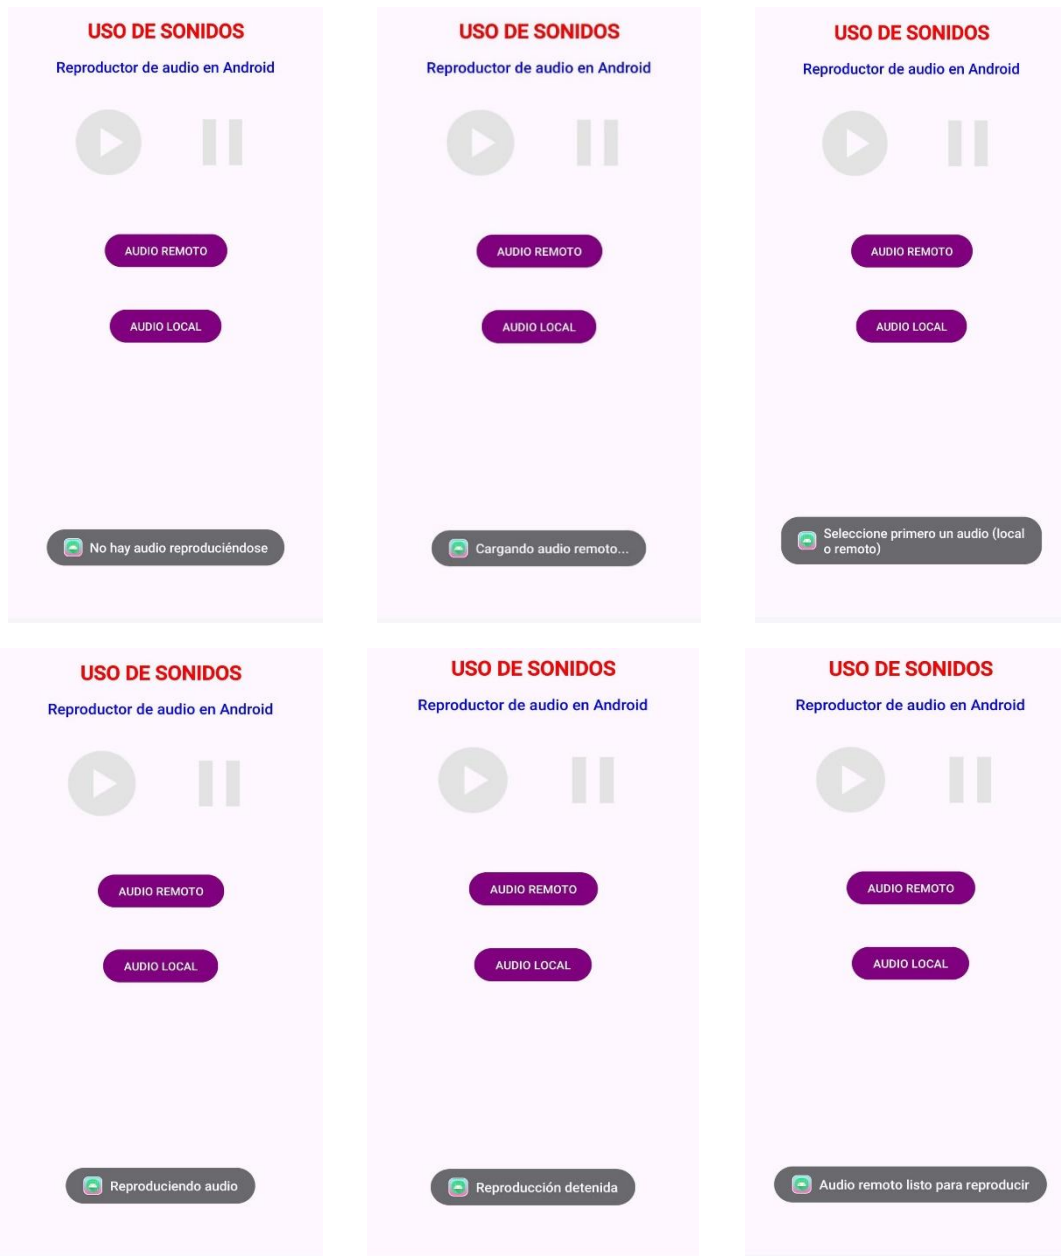 USO DE SONIDOS
Reproductor de audio en Android
AUDIO REMOTO
AUDIO LOCAL
No hay audio reproduciéndose
USO DE SONIDOS
Reproductor de audio en Android
AUDIO REMOTO
AUDIO LOCAL
Cargando audio remoto...
USO DE SONIDOS
Reproductor de audio en Android
AUDIO REMOTO
AUDIO LOCAL
Seleccione primero un audio (local
o remoto)
USO DE SONIDOS
Reproductor de audio en Android
AUDIO REMOTO
AUDIO LOCAL
Reproduciendo audio
USO DE SONIDOS
Reproductor de audio en Android
AUDIO REMOTO
AUDIO LOCAL
Reproducción detenida
USO DE SONIDOS
Reproductor de audio en Android
AUDIO REMOTO
AUDIO LOCAL
Audio remoto listo para reproducir